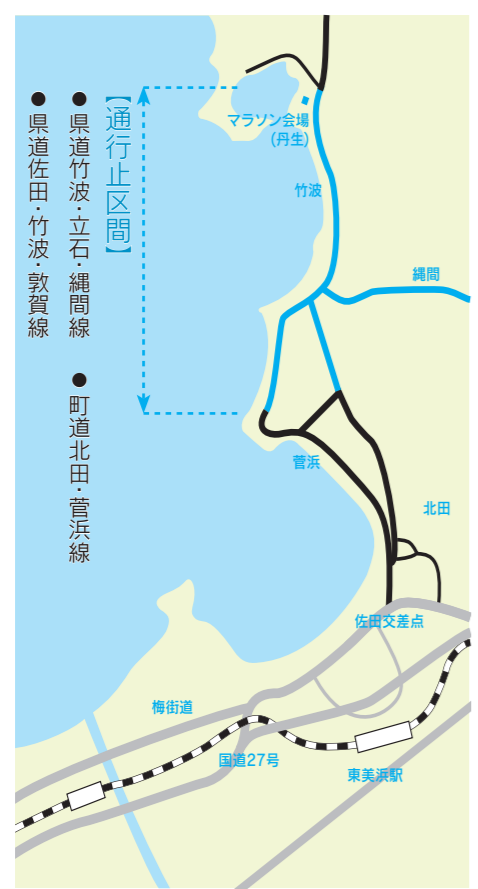 【通行止区間】
●県道竹波・立石・縄間線　●町道北田・菅浜線
●県道佐田・竹波・敦賀線
マラソン会場
(丹生)
竹波
縄間
菅浜
北田
佐田交差点
梅街道
国道27号
東美浜駅